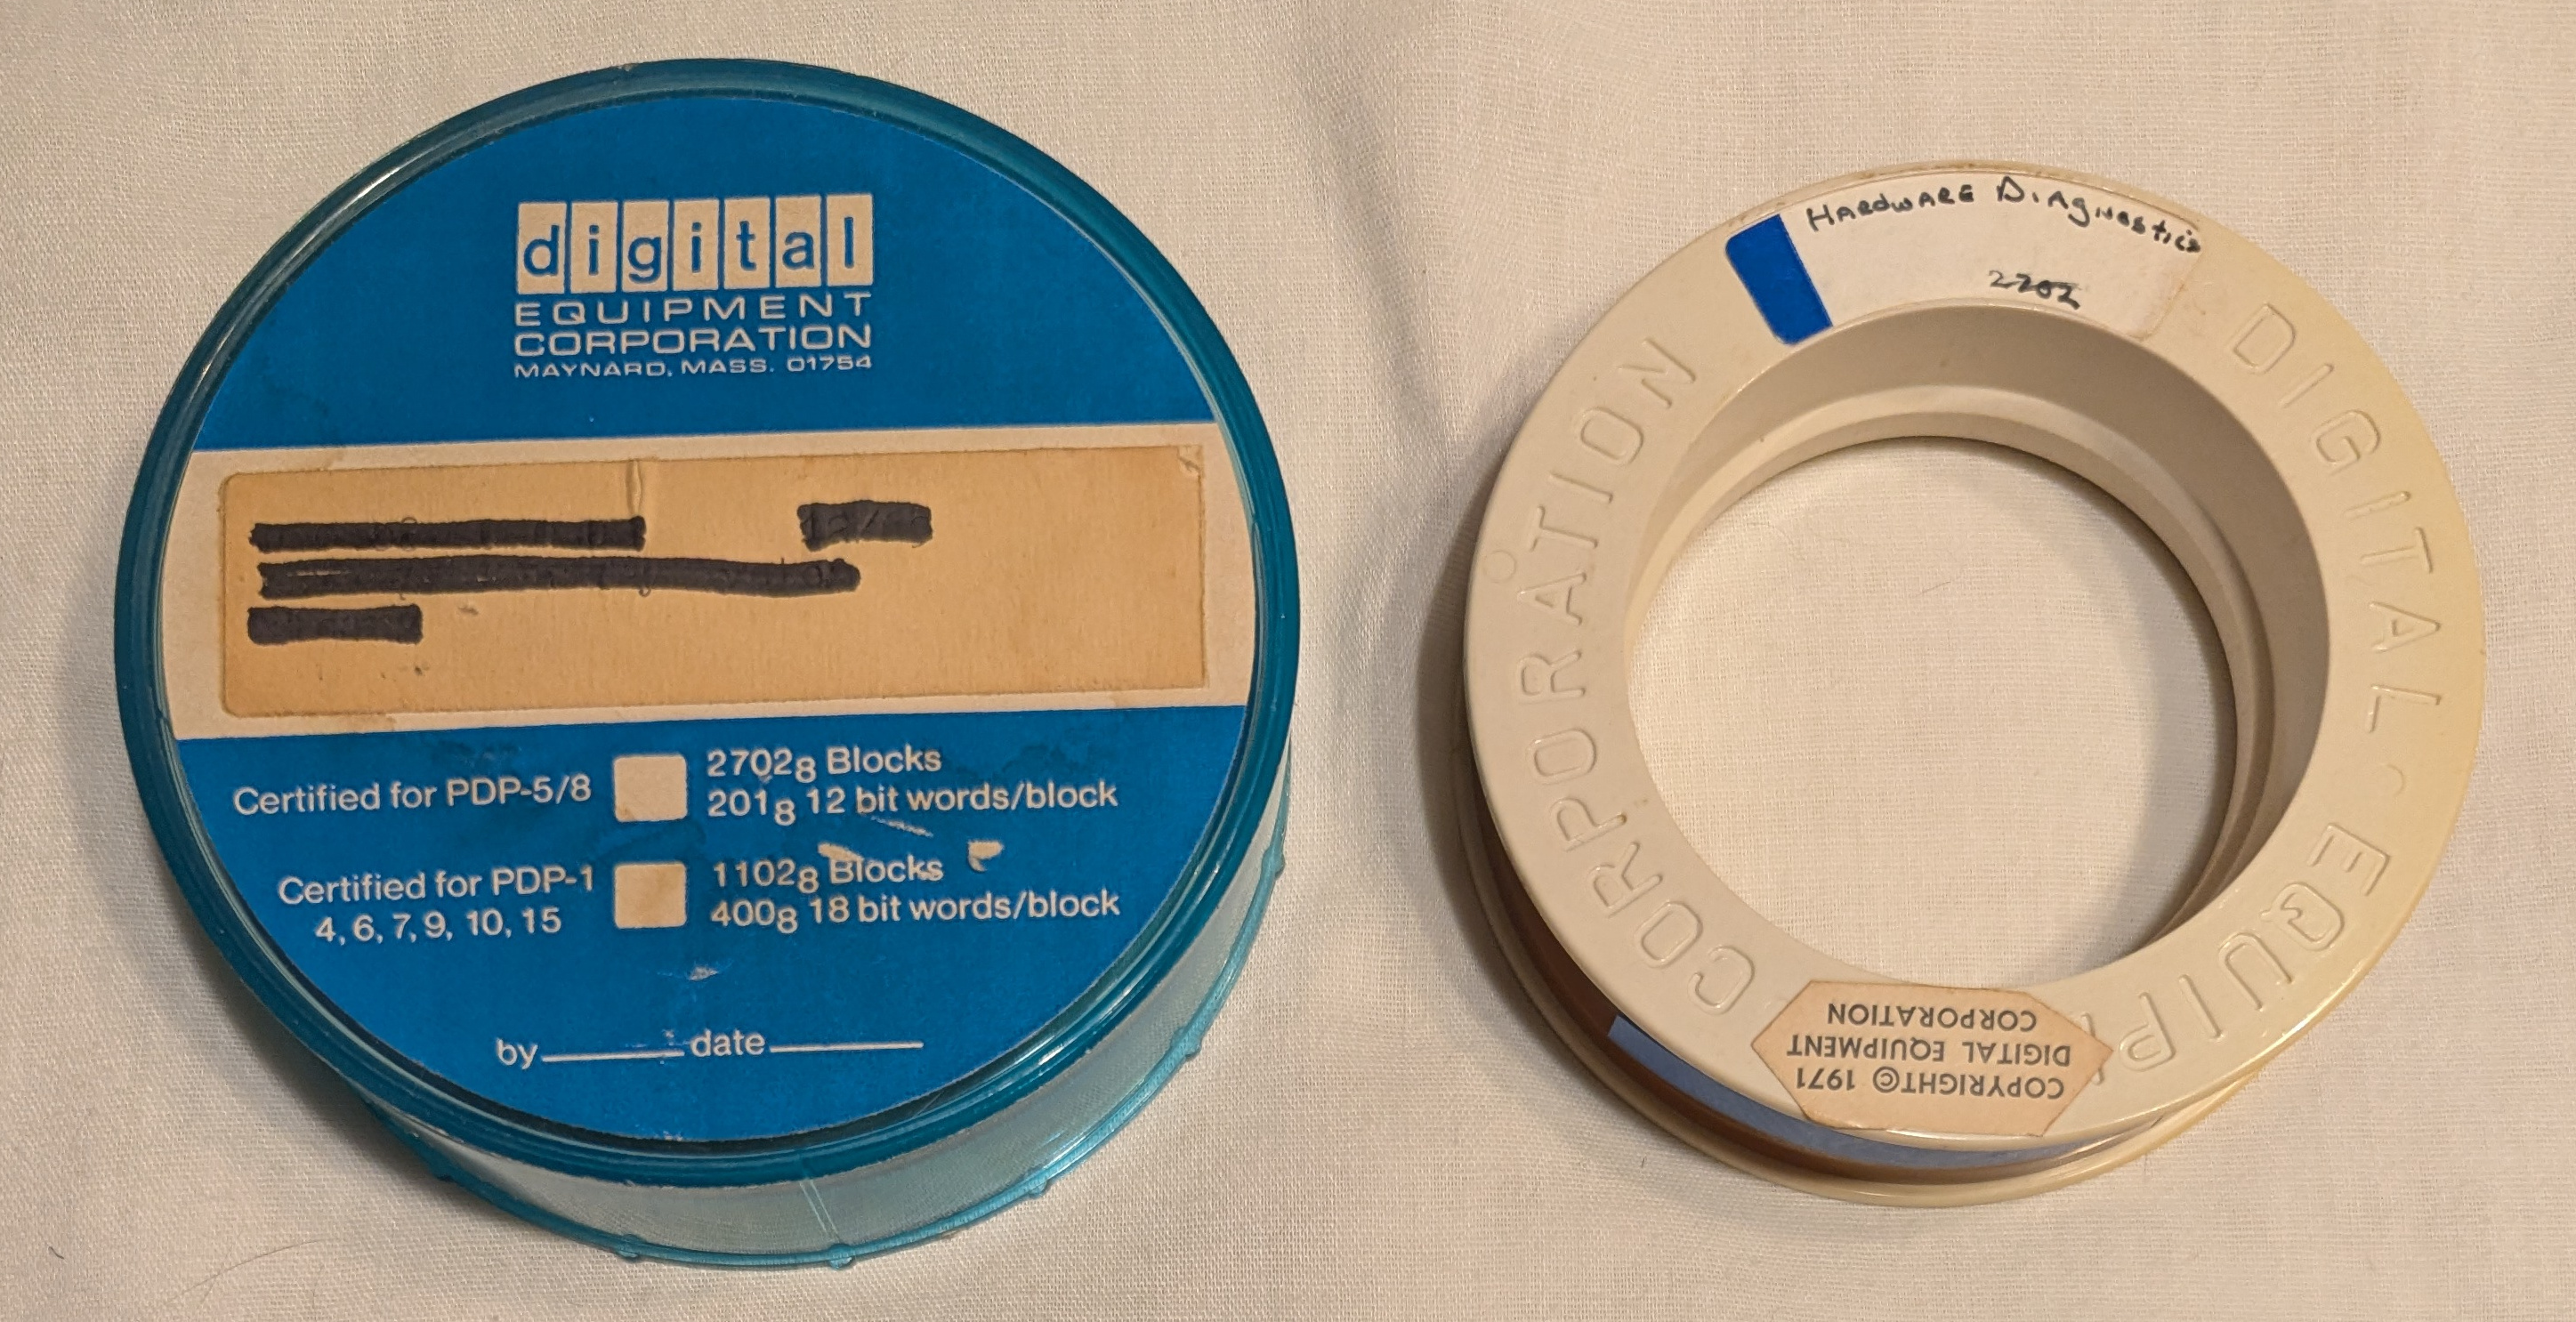 digital
EQUIPMENT
CORPORATION
MAYNARD, MASS. 01754
Certified for PDP-5/8
2702₈ Blocks
201₈ 12 bit words/block
Certified for PDP-1
4, 6, 7, 9, 10, 15
1102₈ Blocks
400₈ 18 bit words/block
by date
Hardware Diagnostics
2202
DIGITAL · EQUIP
CORPORATION
COPYRIGHT© 1971
DIGITAL EQUIPMENT
CORPORATION